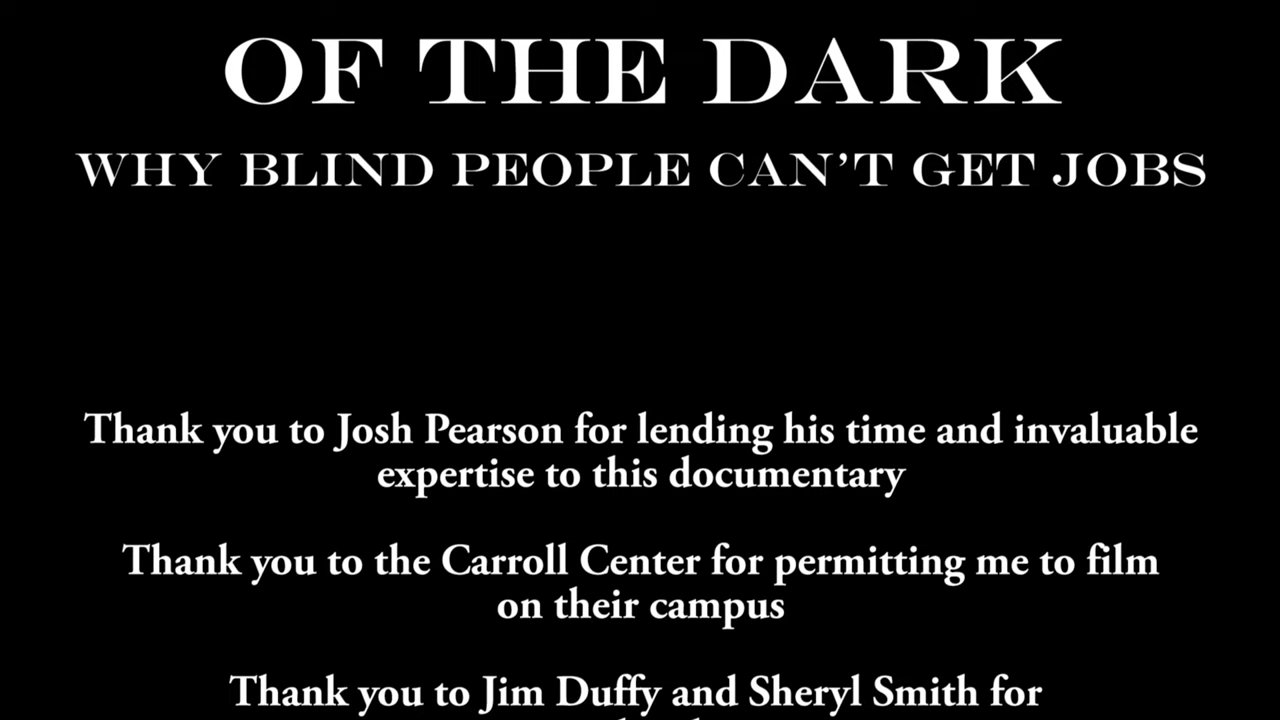 OF THE DARK
WHY BLIND PEOPLE CAN'T GET JOBS
Thank you to Josh Pearson for lending his time and invaluable
expertise to this documentary
Thank you to the Carroll Center for permitting me to film
on their campus
Thank you to Jim Duffy and Sheryl Smith for